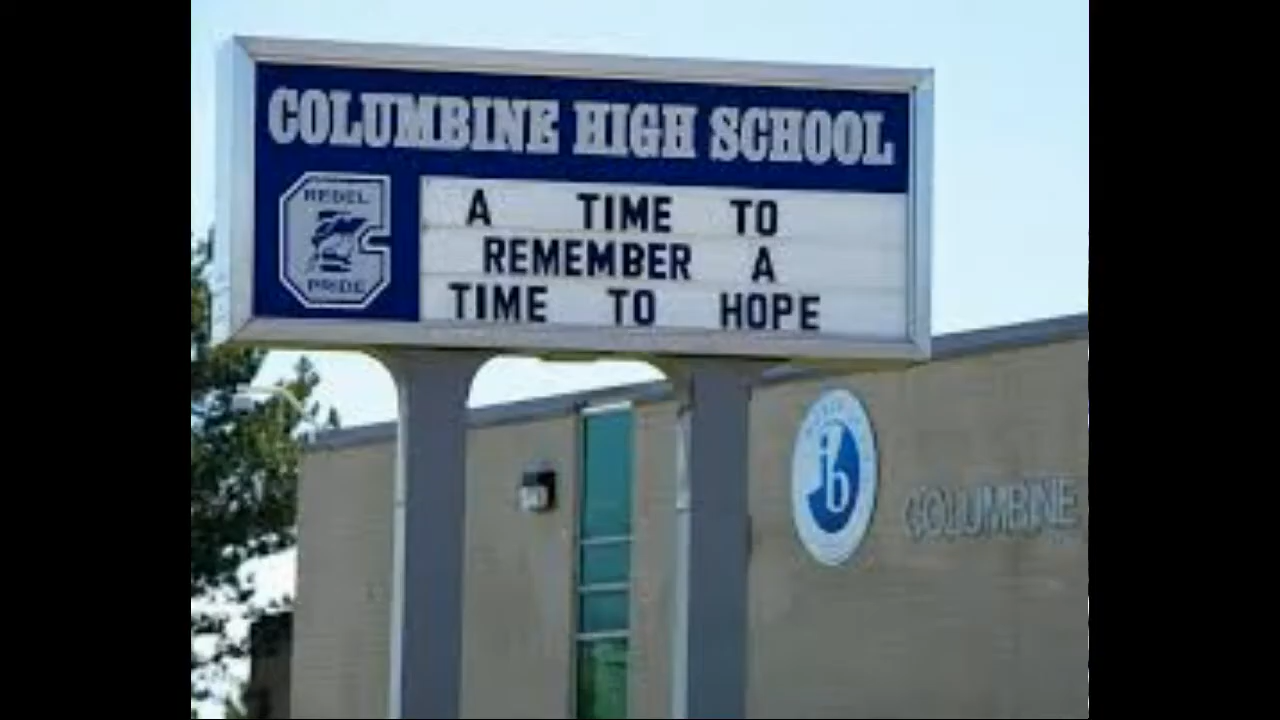 COLUMBINE HIGH SCHOOL
REBEL
PRIDE
A TIME TO
REMEMBER A
TIME TO HOPE
ib
COLUMBINE